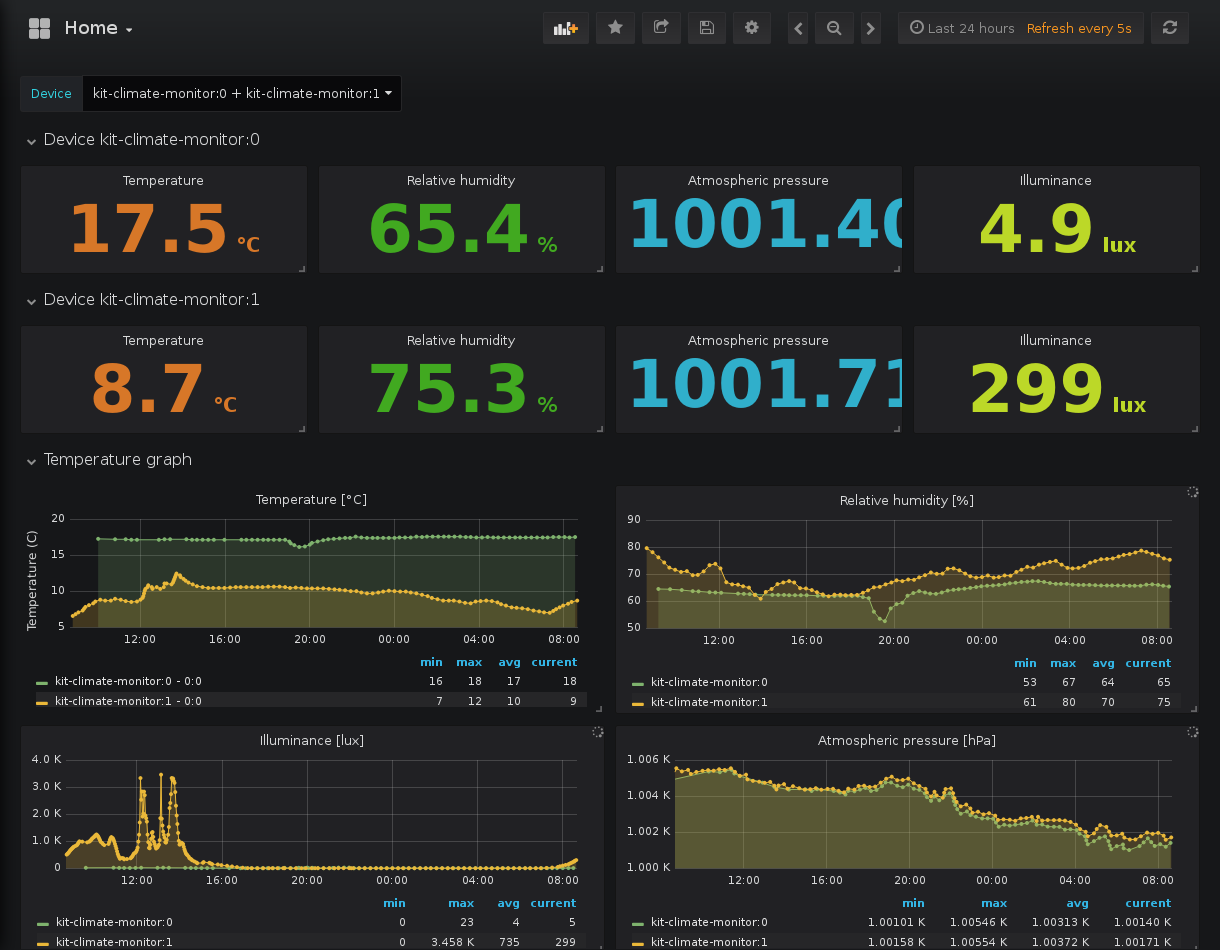 Home
Last 24 hours Refresh every 5s
Device kit-climate-monitor:0 + kit-climate-monitor:1
Device kit-climate-monitor:0
Temperature Relative humidity Atmospheric pressure Illuminance
17.5 °C 65.4 % 1001.40 4.9 lux
Device kit-climate-monitor:1
Temperature Relative humidity Atmospheric pressure Illuminance
8.7 °C 75.3 % 1001.71 299 lux
Temperature graph
Temperature [°C]
Temperature (C)
20
15
10
5
12:00 16:00 20:00 00:00 04:00 08:00
min max avg current
kit-climate-monitor:0 - 0:0 16 18 17 18
kit-climate-monitor:1 - 0:0 7 12 10 9
Relative humidity [%]
90
80
70
60
50
12:00 16:00 20:00 00:00 04:00 08:00
min max avg current
kit-climate-monitor:0 53 67 64 65
kit-climate-monitor:1 61 80 70 75
Illuminance [lux]
4.0 K
3.0 K
2.0 K
1.0 K
0
12:00 16:00 20:00 00:00 04:00 08:00
min max avg current
kit-climate-monitor:0 0 23 4 5
kit-climate-monitor:1 0 3.458 K 735 299
Atmospheric pressure [hPa]
1.006 K
1.004 K
1.002 K
1.000 K
12:00 16:00 20:00 00:00 04:00 08:00
min max avg current
kit-climate-monitor:0 1.00101 K 1.00546 K 1.00313 K 1.00140 K
kit-climate-monitor:1 1.00158 K 1.00554 K 1.00372 K 1.00171 K